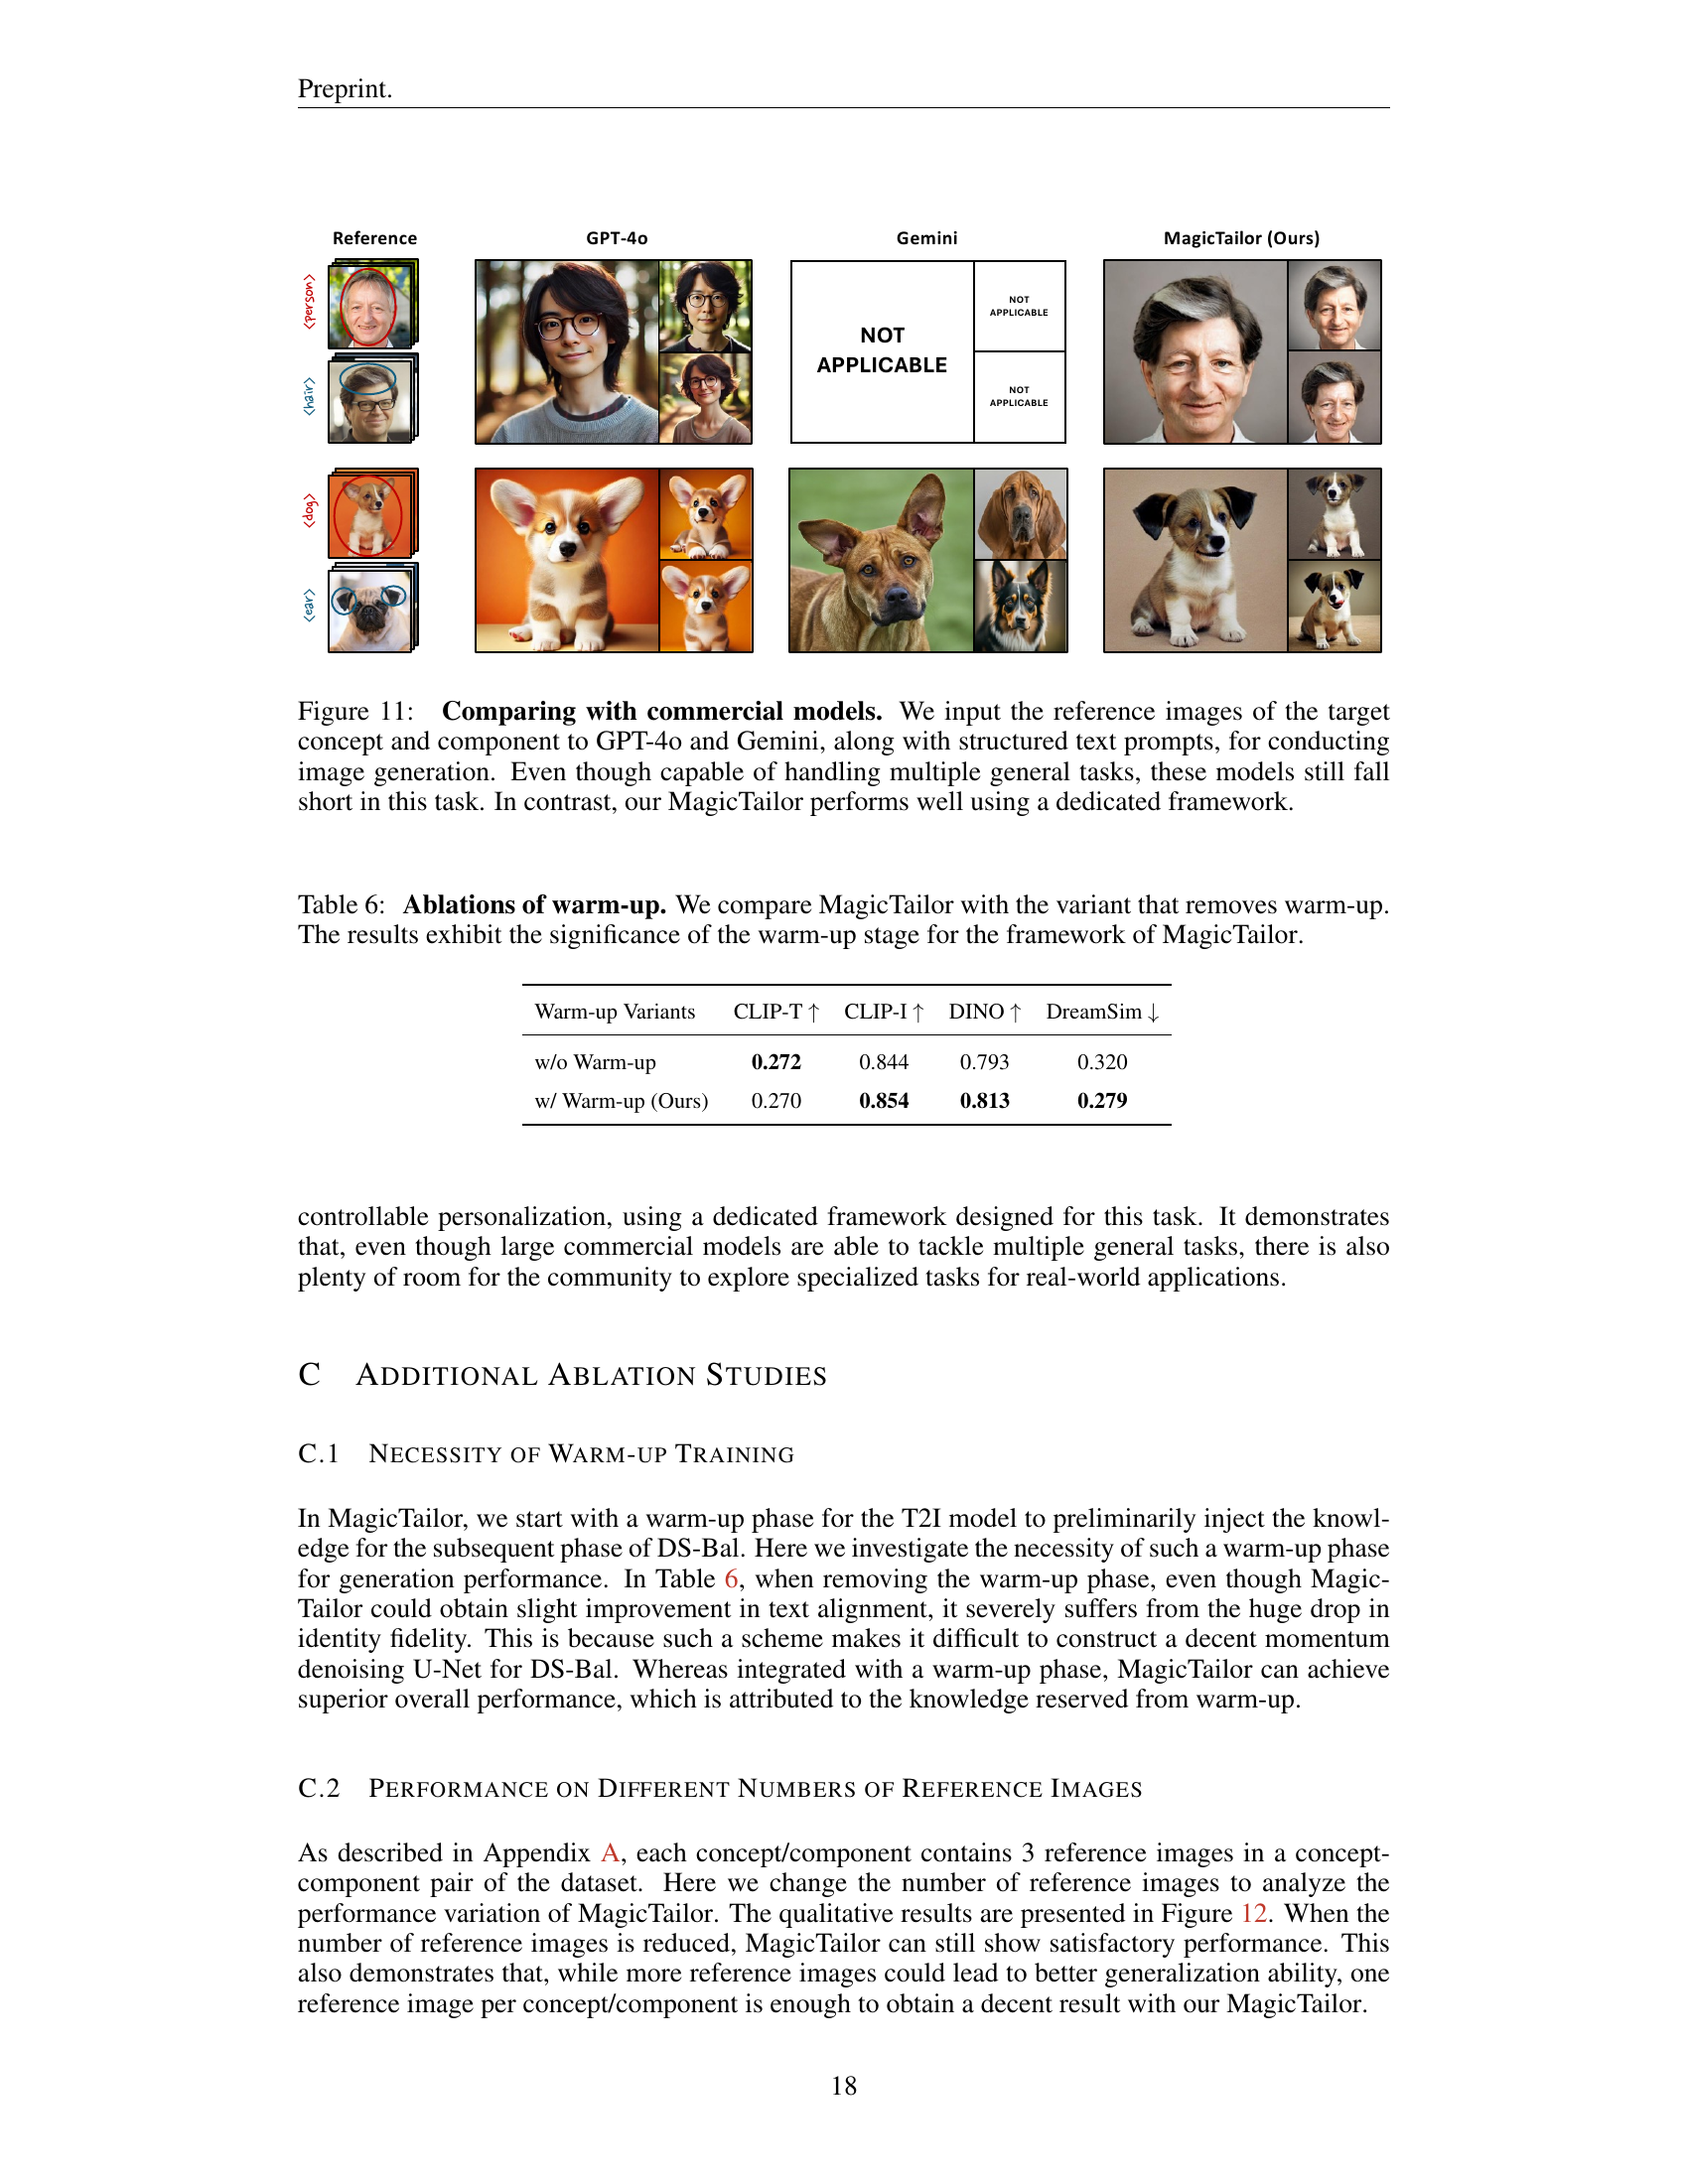 Preprint.
Reference GPT-4o Gemini MagicTailor (Ours)
<person>
<hair>
NOT
APPLICABLE
NOT
APPLICABLE
NOT
APPLICABLE
<dog>
<ear>
Figure 11: Comparing with commercial models. We input the reference images of the target
concept and component to GPT-4o and Gemini, along with structured text prompts, for conducting
image generation. Even though capable of handling multiple general tasks, these models still fall
short in this task. In contrast, our MagicTailor performs well using a dedicated framework.
Table 6: Ablations of warm-up. We compare MagicTailor with the variant that removes warm-up.
The results exhibit the significance of the warm-up stage for the framework of MagicTailor.
Warm-up Variants CLIP-T ↑ CLIP-I ↑ DINO ↑ DreamSim ↓
w/o Warm-up 0.272 0.844 0.793 0.320
w/ Warm-up (Ours) 0.270 0.854 0.813 0.279
controllable personalization, using a dedicated framework designed for this task. It demonstrates
that, even though large commercial models are able to tackle multiple general tasks, there is also
plenty of room for the community to explore specialized tasks for real-world applications.
C ADDITIONAL ABLATION STUDIES
C.1 NECESSITY OF WARM-UP TRAINING
In MagicTailor, we start with a warm-up phase for the T2I model to preliminarily inject the knowl-
edge for the subsequent phase of DS-Bal. Here we investigate the necessity of such a warm-up phase
for generation performance. In Table 6, when removing the warm-up phase, even though Magic-
Tailor could obtain slight improvement in text alignment, it severely suffers from the huge drop in
identity fidelity. This is because such a scheme makes it difficult to construct a decent momentum
denoising U-Net for DS-Bal. Whereas integrated with a warm-up phase, MagicTailor can achieve
superior overall performance, which is attributed to the knowledge reserved from warm-up.
C.2 PERFORMANCE ON DIFFERENT NUMBERS OF REFERENCE IMAGES
As described in Appendix A, each concept/component contains 3 reference images in a concept-
component pair of the dataset. Here we change the number of reference images to analyze the
performance variation of MagicTailor. The qualitative results are presented in Figure 12. When the
number of reference images is reduced, MagicTailor can still show satisfactory performance. This
also demonstrates that, while more reference images could lead to better generalization ability, one
reference image per concept/component is enough to obtain a decent result with our MagicTailor.
18